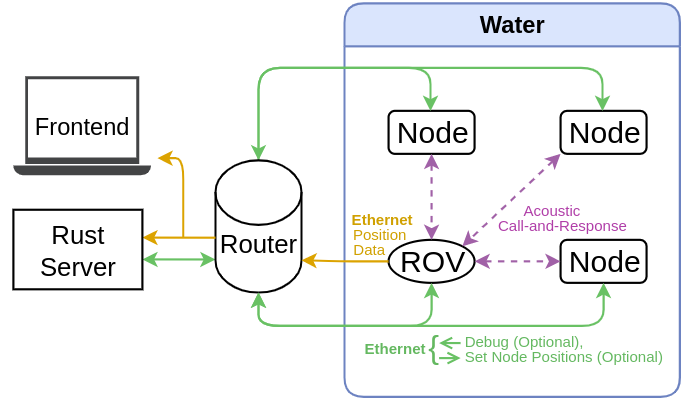 Water
Frontend
Node
Node
Acoustic
Call-and-Response
Ethernet
Position
Data
Rust
Server
Router
ROV
Node
Ethernet { Debug (Optional),
Set Node Positions (Optional)